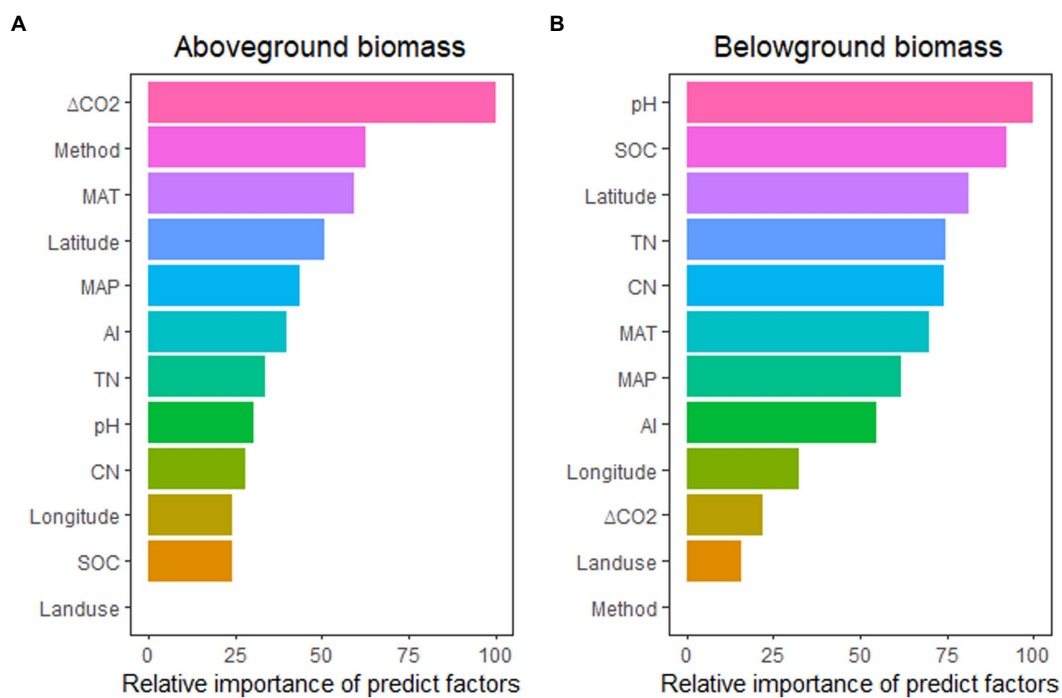 A
Aboveground biomass
ΔCO2
Method
MAT
Latitude
MAP
AI
TN
pH
CN
Longitude
SOC
Landuse
0 25 50 75 100
Relative importance of predict factors
B
Belowground biomass
pH
SOC
Latitude
TN
CN
MAT
MAP
AI
Longitude
ΔCO2
Landuse
Method
0 25 50 75 100
Relative importance of predict factors